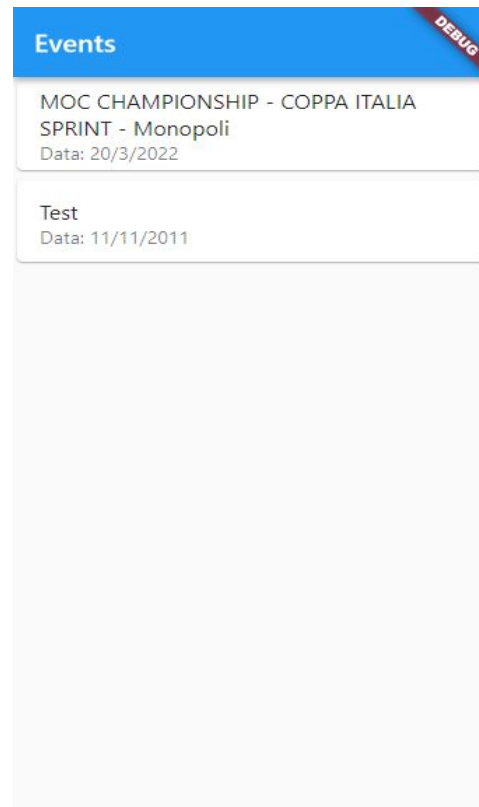 Events
DEBUG
MOC CHAMPIONSHIP - COPPA ITALIA
SPRINT - Monopoli
Data: 20/3/2022
Test
Data: 11/11/2011